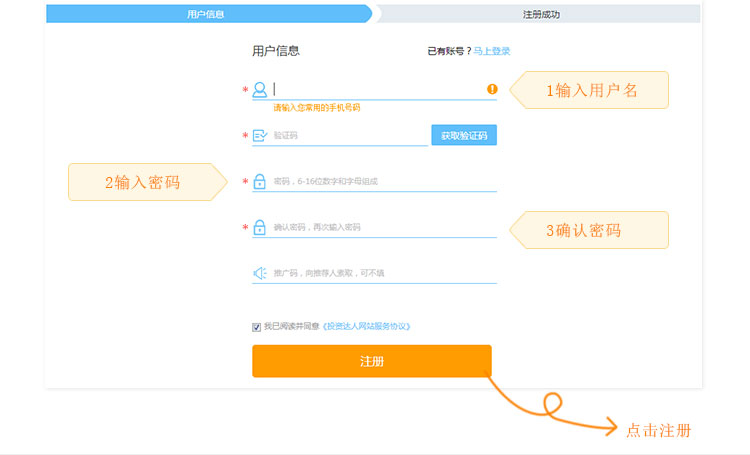 用户信息
注册成功
用户信息
已有账号？马上登录
*
1输入用户名
请输入您常用的手机号码
* 验证码
获取验证码
2输入密码
* 密码，6-16位数字和字母组成
* 确认密码，再次输入密码
3确认密码
推广码，向推荐人索取，可不填
我已阅读并同意《投资达人网站服务协议》
注册
点击注册